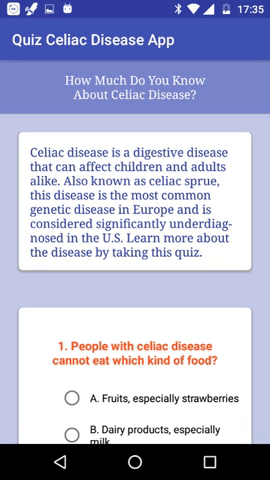 17:35
Quiz Celiac Disease App
How Much Do You Know
About Celiac Disease?
Celiac disease is a digestive disease
that can affect children and adults
alike. Also known as celiac sprue,
this disease is the most common
genetic disease in Europe and is
considered significantly underdiag-
nosed in the U.S. Learn more about
the disease by taking this quiz.
1. People with celiac disease
cannot eat which kind of food?
A. Fruits, especially strawberries
B. Dairy products, especially
milk